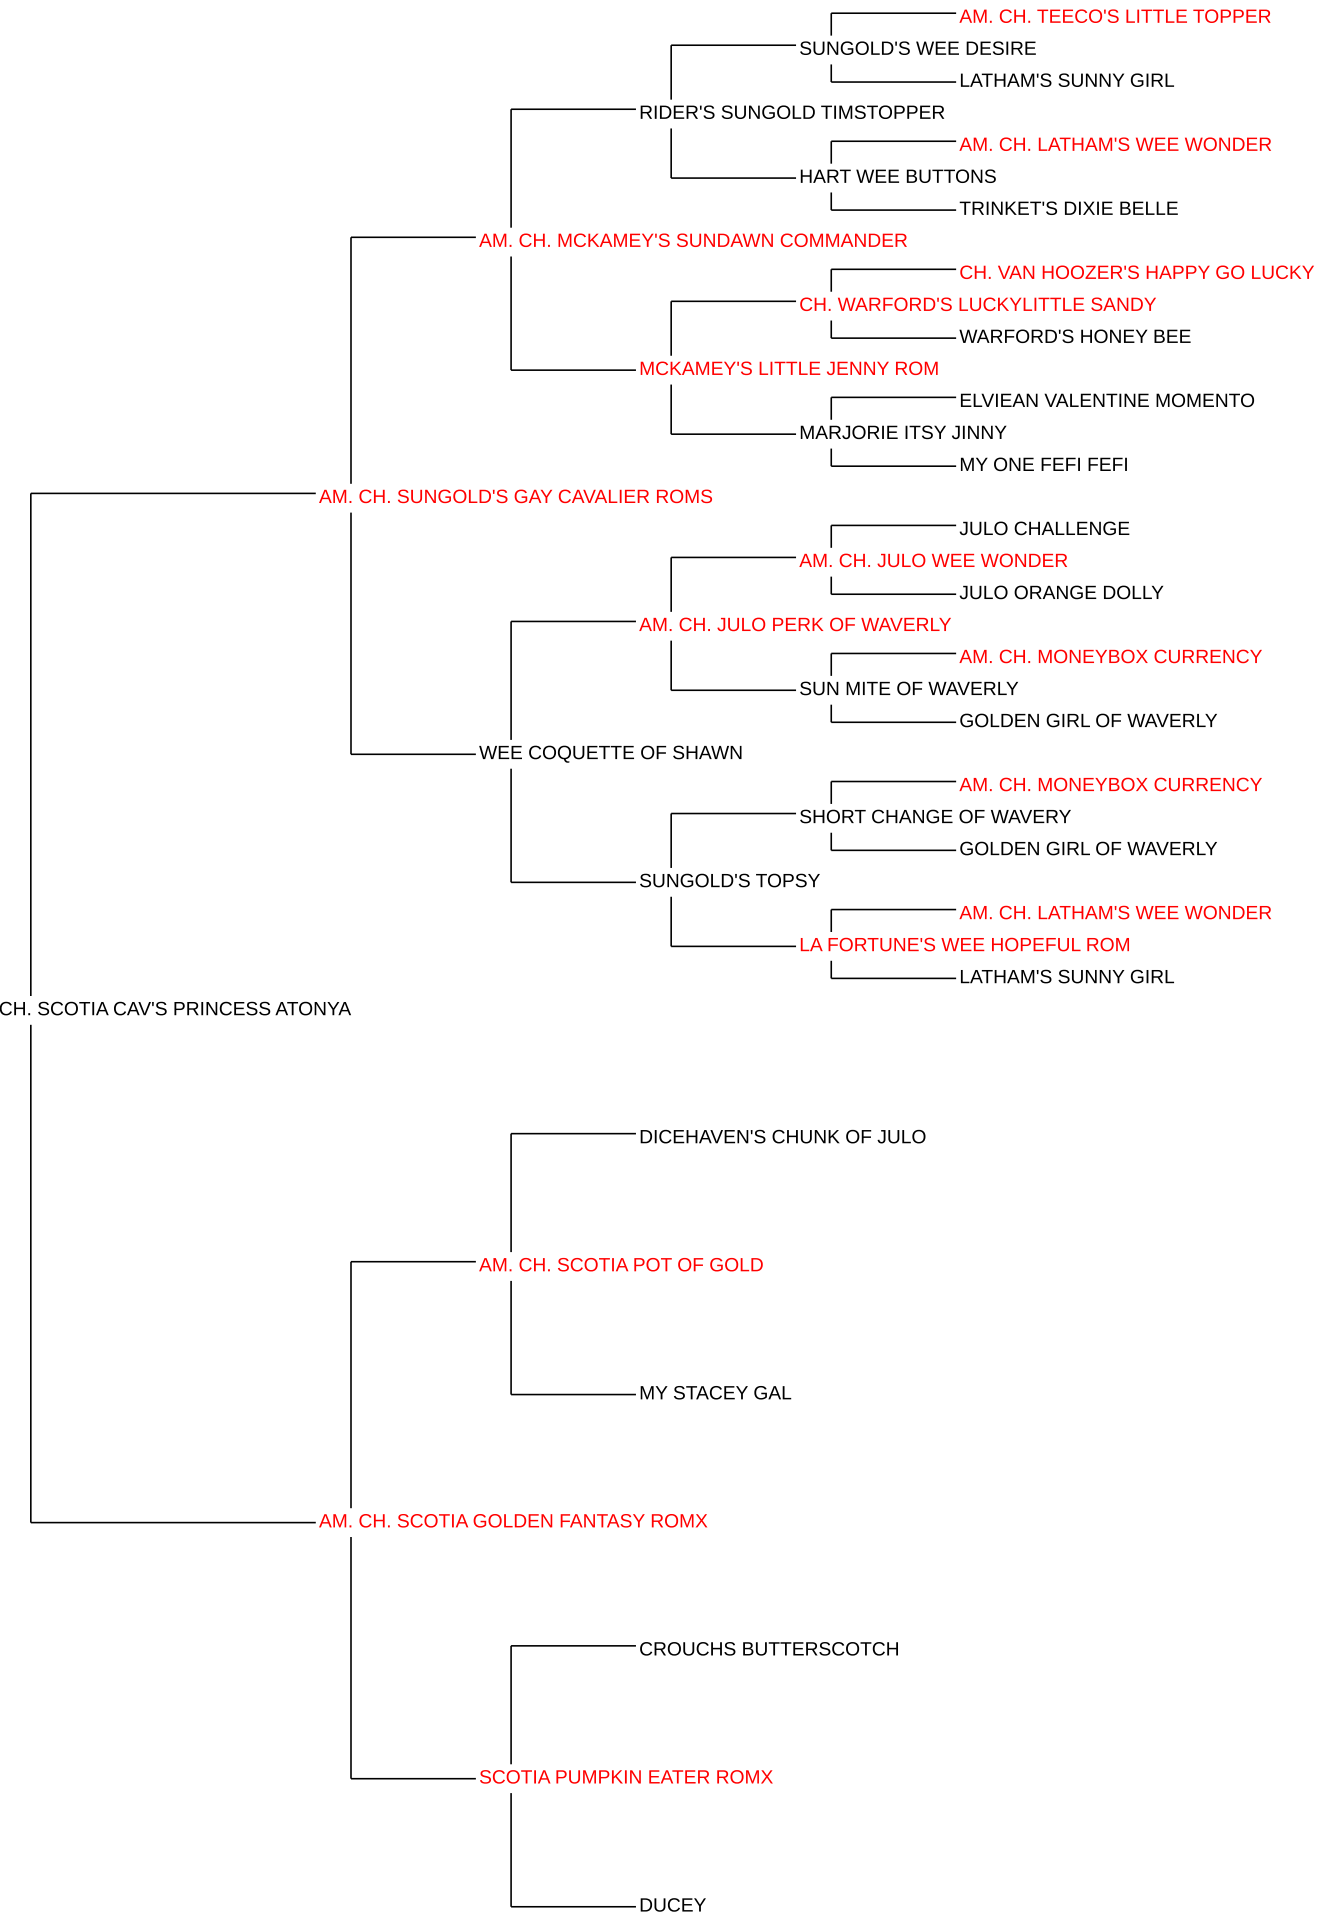 AM. CH. TEECO'S LITTLE TOPPER
SUNGOLD'S WEE DESIRE
LATHAM'S SUNNY GIRL
RIDER'S SUNGOLD TIMSTOPPER
AM. CH. LATHAM'S WEE WONDER
HART WEE BUTTONS
TRINKET'S DIXIE BELLE
AM. CH. MCKAMEY'S SUNDAWN COMMANDER
CH. VAN HOOZER'S HAPPY GO LUCKY
CH. WARFORD'S LUCKYLITTLE SANDY
WARFORD'S HONEY BEE
MCKAMEY'S LITTLE JENNY ROM
ELVIEAN VALENTINE MOMENTO
MARJORIE ITSY JINNY
MY ONE FEFI FEFI
AM. CH. SUNGOLD'S GAY CAVALIER ROMS
JULO CHALLENGE
AM. CH. JULO WEE WONDER
JULO ORANGE DOLLY
AM. CH. JULO PERK OF WAVERLY
AM. CH. MONEYBOX CURRENCY
SUN MITE OF WAVERLY
GOLDEN GIRL OF WAVERLY
WEE COQUETTE OF SHAWN
AM. CH. MONEYBOX CURRENCY
SHORT CHANGE OF WAVERY
GOLDEN GIRL OF WAVERLY
SUNGOLD'S TOPSY
AM. CH. LATHAM'S WEE WONDER
LA FORTUNE'S WEE HOPEFUL ROM
LATHAM'S SUNNY GIRL
CH. SCOTIA CAV'S PRINCESS ATONYA
DICEHAVEN'S CHUNK OF JULO
AM. CH. SCOTIA POT OF GOLD
MY STACEY GAL
AM. CH. SCOTIA GOLDEN FANTASY ROMX
CROUCHS BUTTERSCOTCH
SCOTIA PUMPKIN EATER ROMX
DUCEY